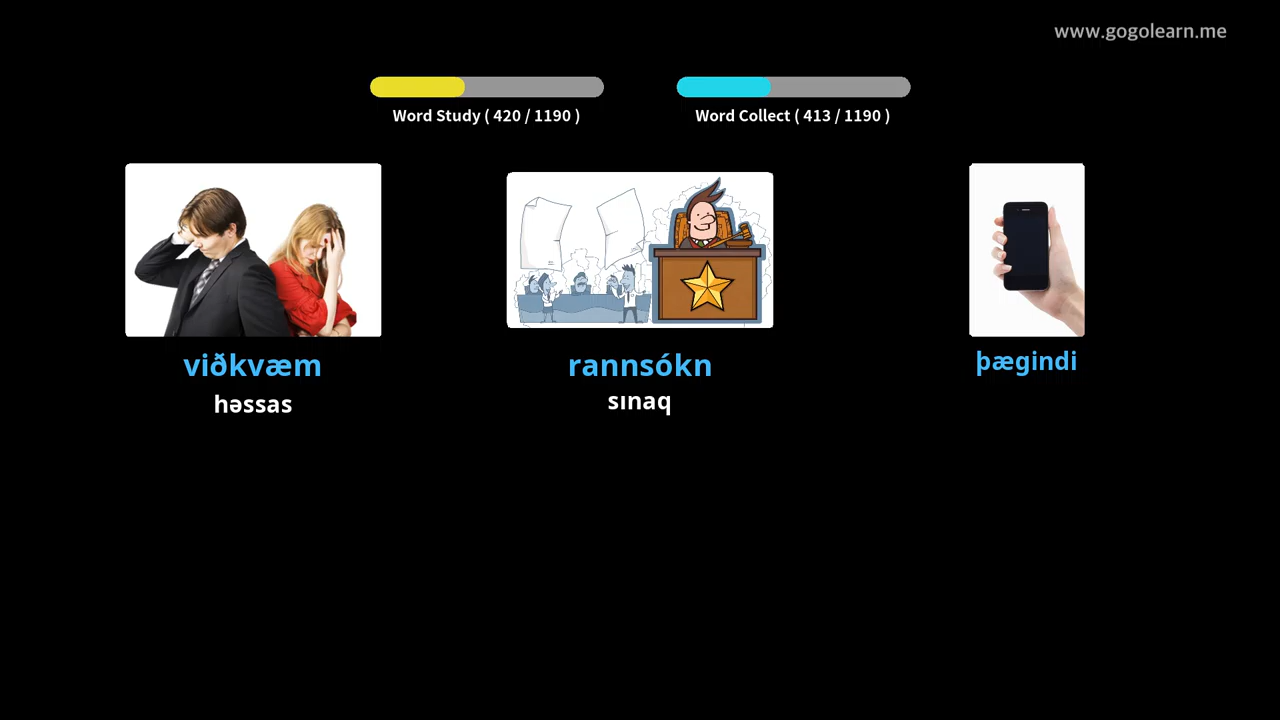 www.gogolearn.me
Word Study ( 420 / 1190 )
Word Collect ( 413 / 1190 )
viðkvæm
həssas
rannsókn
sınaq
þægindi